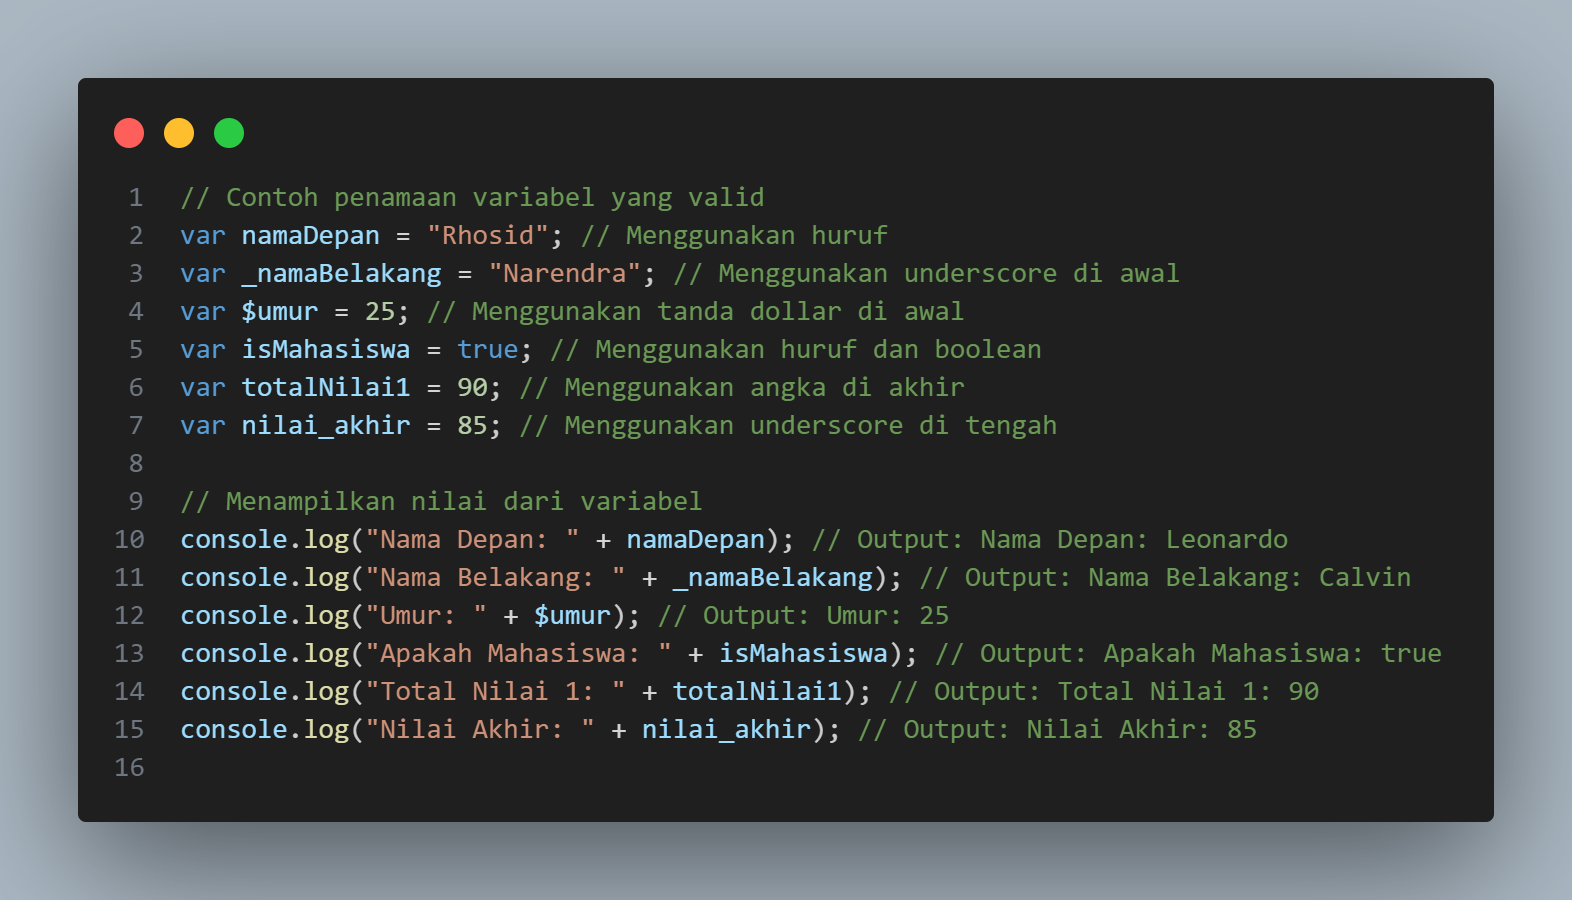 1 // Contoh penamaan variabel yang valid
2 var namaDepan = "Rhosid"; // Menggunakan huruf
3 var _namaBelakang = "Narendra"; // Menggunakan underscore di awal
4 var $umur = 25; // Menggunakan tanda dollar di awal
5 var isMahasiswa = true; // Menggunakan huruf dan boolean
6 var totalNilai1 = 90; // Menggunakan angka di akhir
7 var nilai_akhir = 85; // Menggunakan underscore di tengah
8
9 // Menampilkan nilai dari variabel
10 console.log("Nama Depan: " + namaDepan); // Output: Nama Depan: Leonardo
11 console.log("Nama Belakang: " + _namaBelakang); // Output: Nama Belakang: Calvin
12 console.log("Umur: " + $umur); // Output: Umur: 25
13 console.log("Apakah Mahasiswa: " + isMahasiswa); // Output: Apakah Mahasiswa: true
14 console.log("Total Nilai 1: " + totalNilai1); // Output: Total Nilai 1: 90
15 console.log("Nilai Akhir: " + nilai_akhir); // Output: Nilai Akhir: 85
16